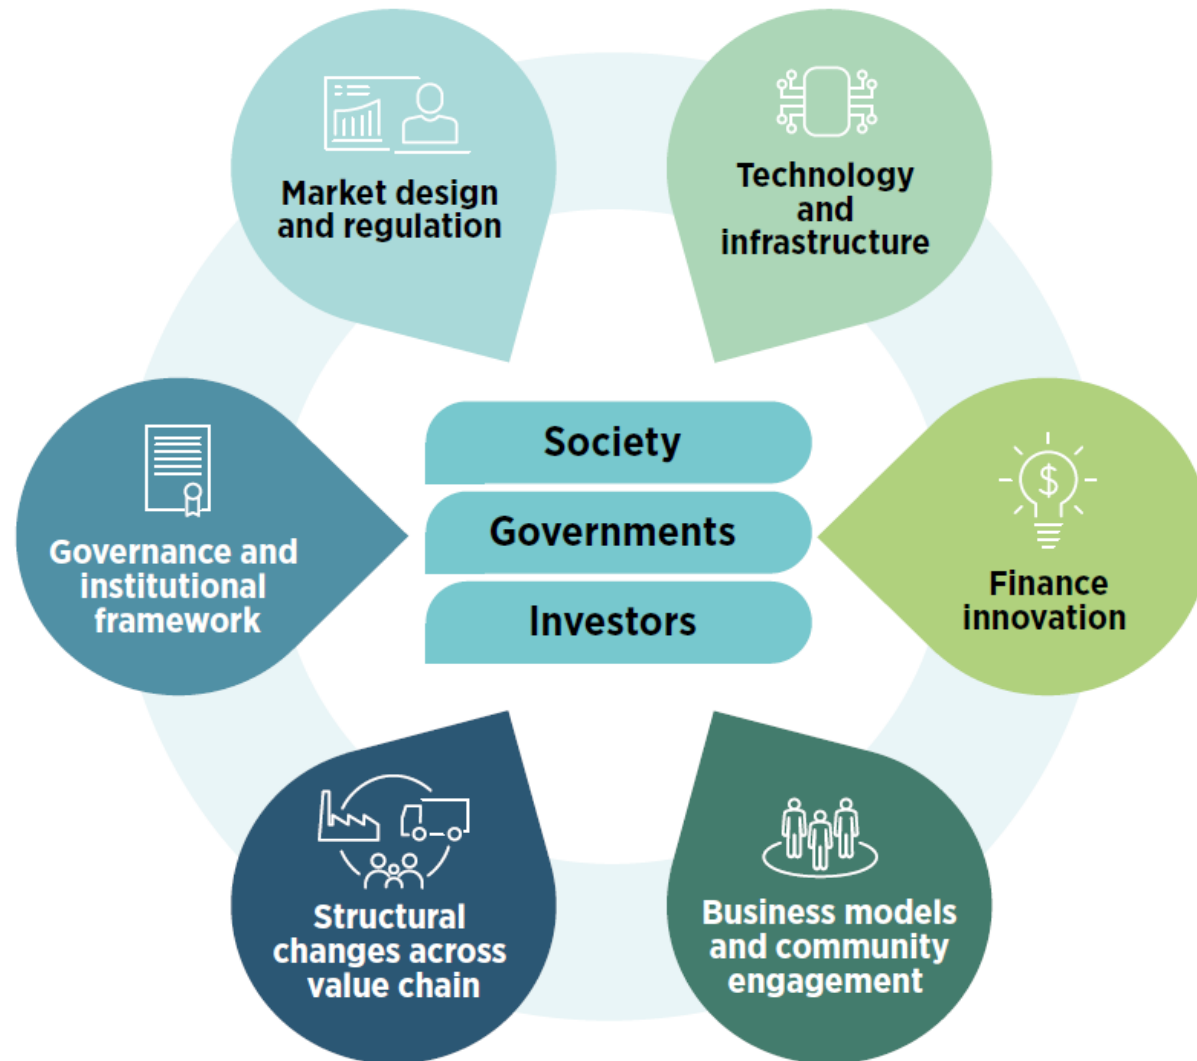 Market design
and regulation
Technology
and
infrastructure
Society
Governments
Investors
Governance and
institutional
framework
$
Finance
innovation
Structural
changes across
value chain
Business models
and community
engagement